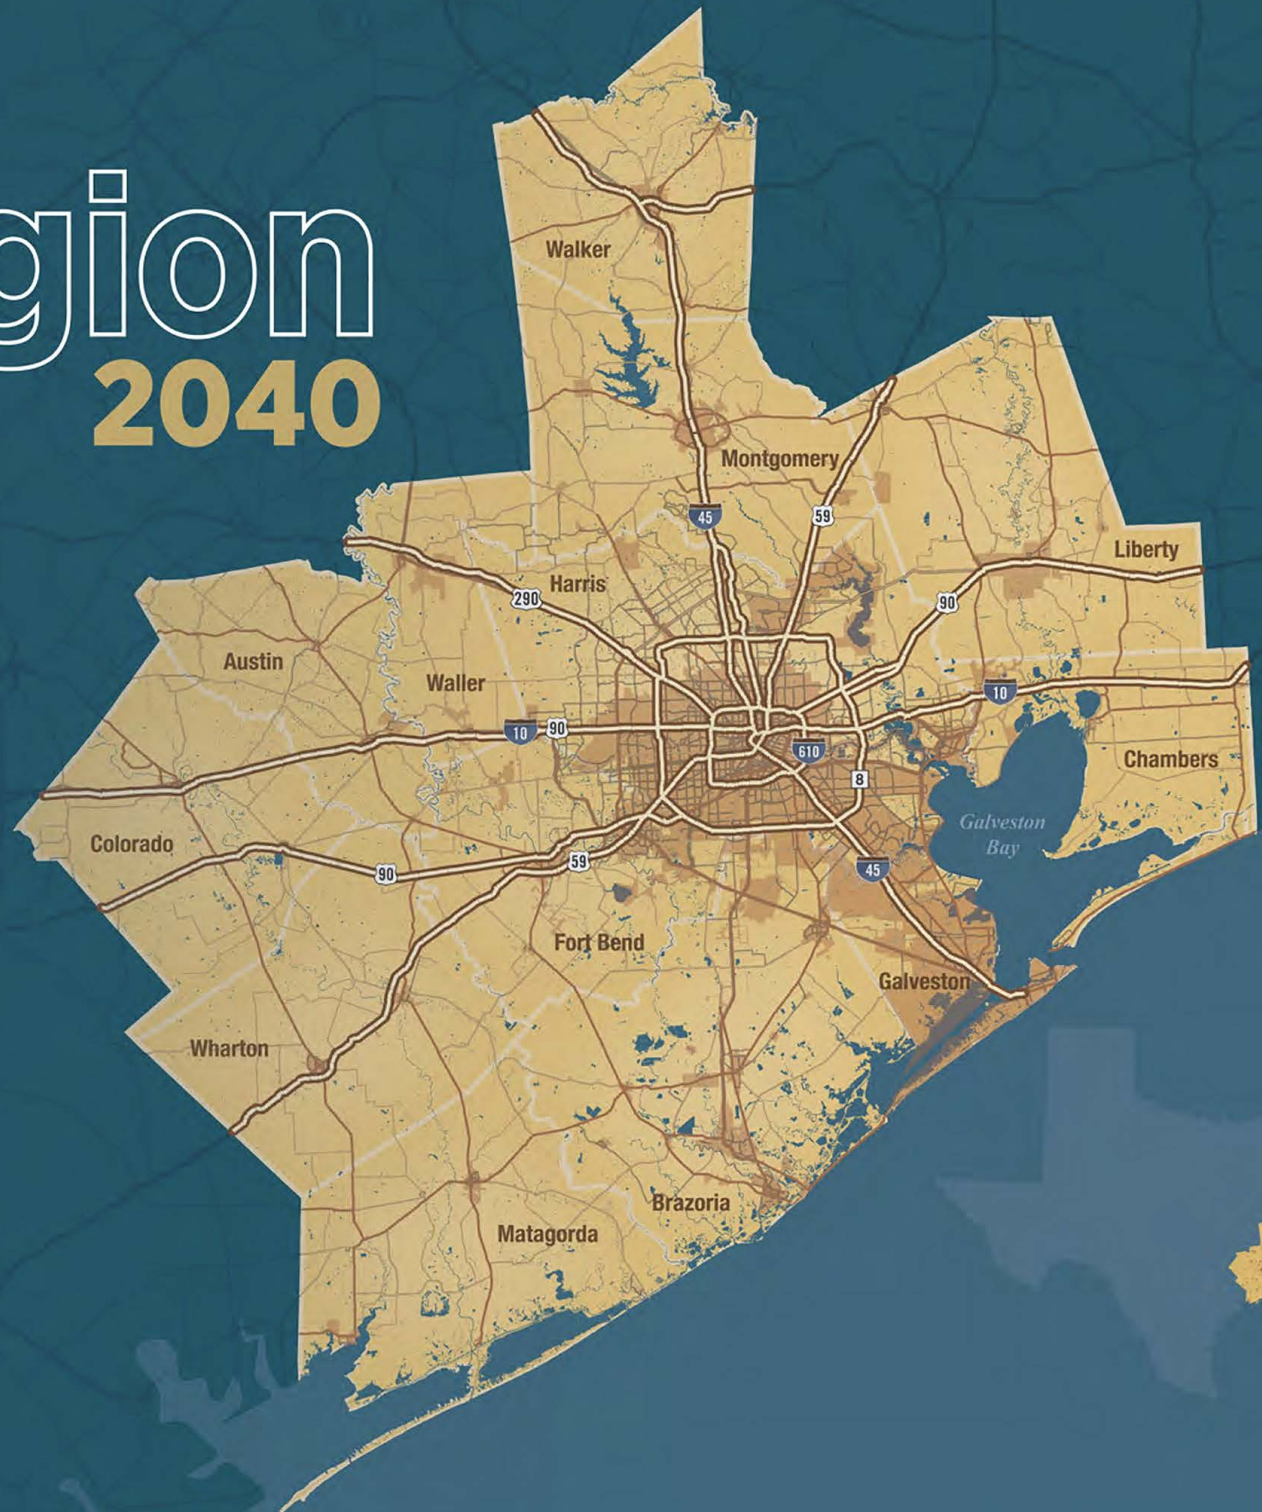 gion
2040
Walker
Montgomery
45
59
Liberty
Harris
290
90
Austin
Waller
10
10
90
610
8
Chambers
Galveston
Bay
Colorado
90
59
45
Fort Bend
Galveston
Wharton
Brazoria
Matagorda